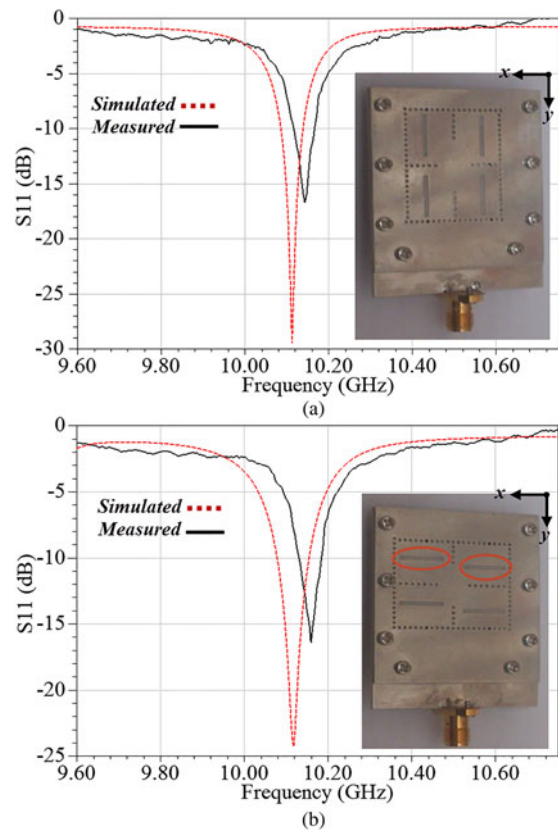 0
-5
-10
-15
-20
-25
-30
S11 (dB)
Simulated
Measured
x
y
9.60
9.80
10.00
10.20
10.40
10.60
Frequency (GHz)
(a)
0
-5
-10
-15
-20
-25
S11 (dB)
Simulated
Measured
x
y
9.60
9.80
10.00
10.20
10.40
10.60
Frequency (GHz)
(b)